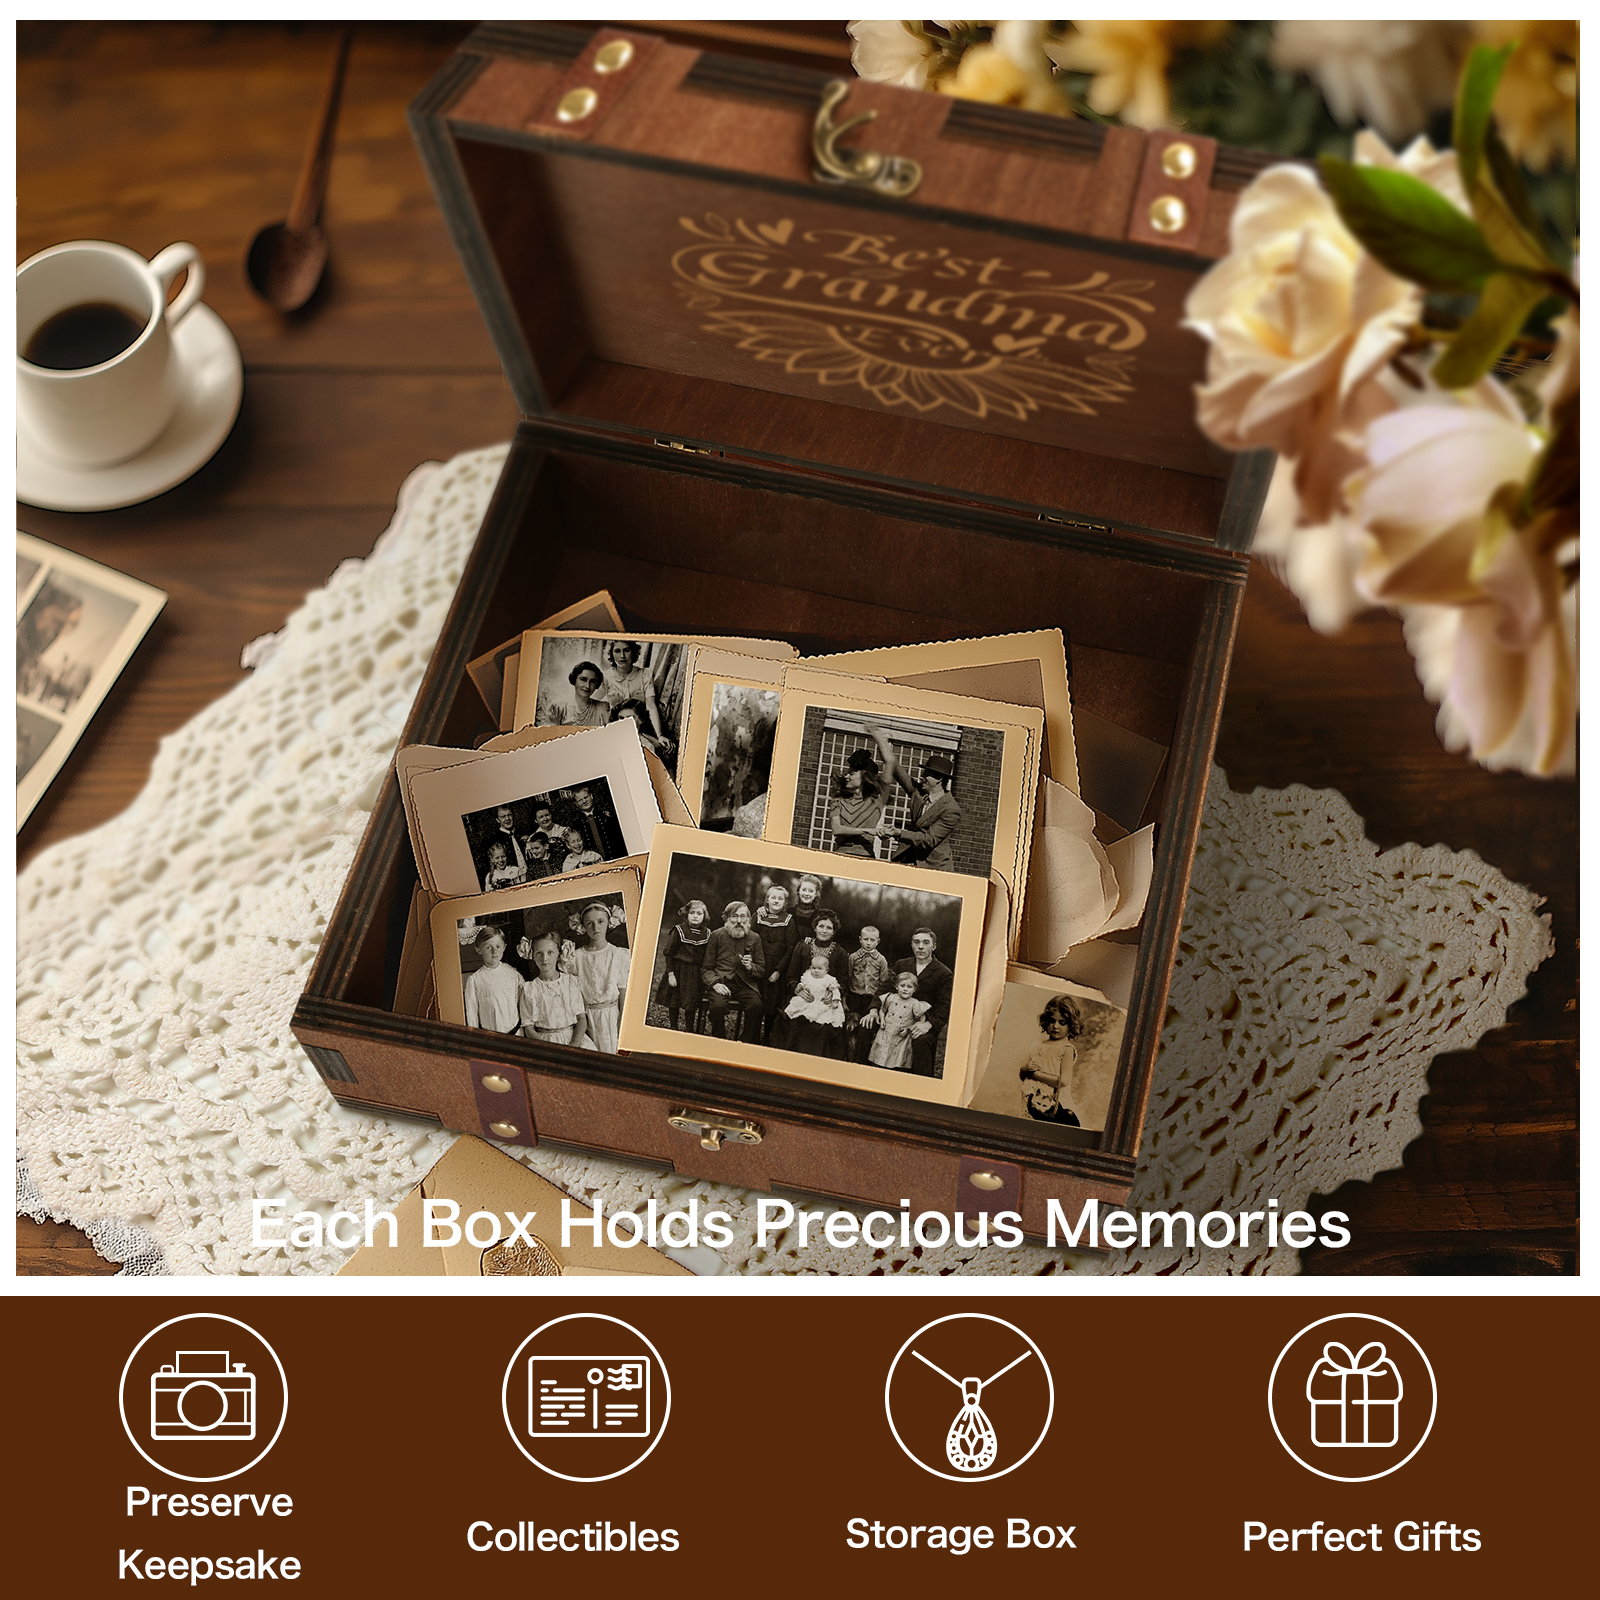 Best
Grandma
Ever
Each Box Holds Precious Memories
Preserve
Keepsake
Collectibles
Storage Box
Perfect Gifts